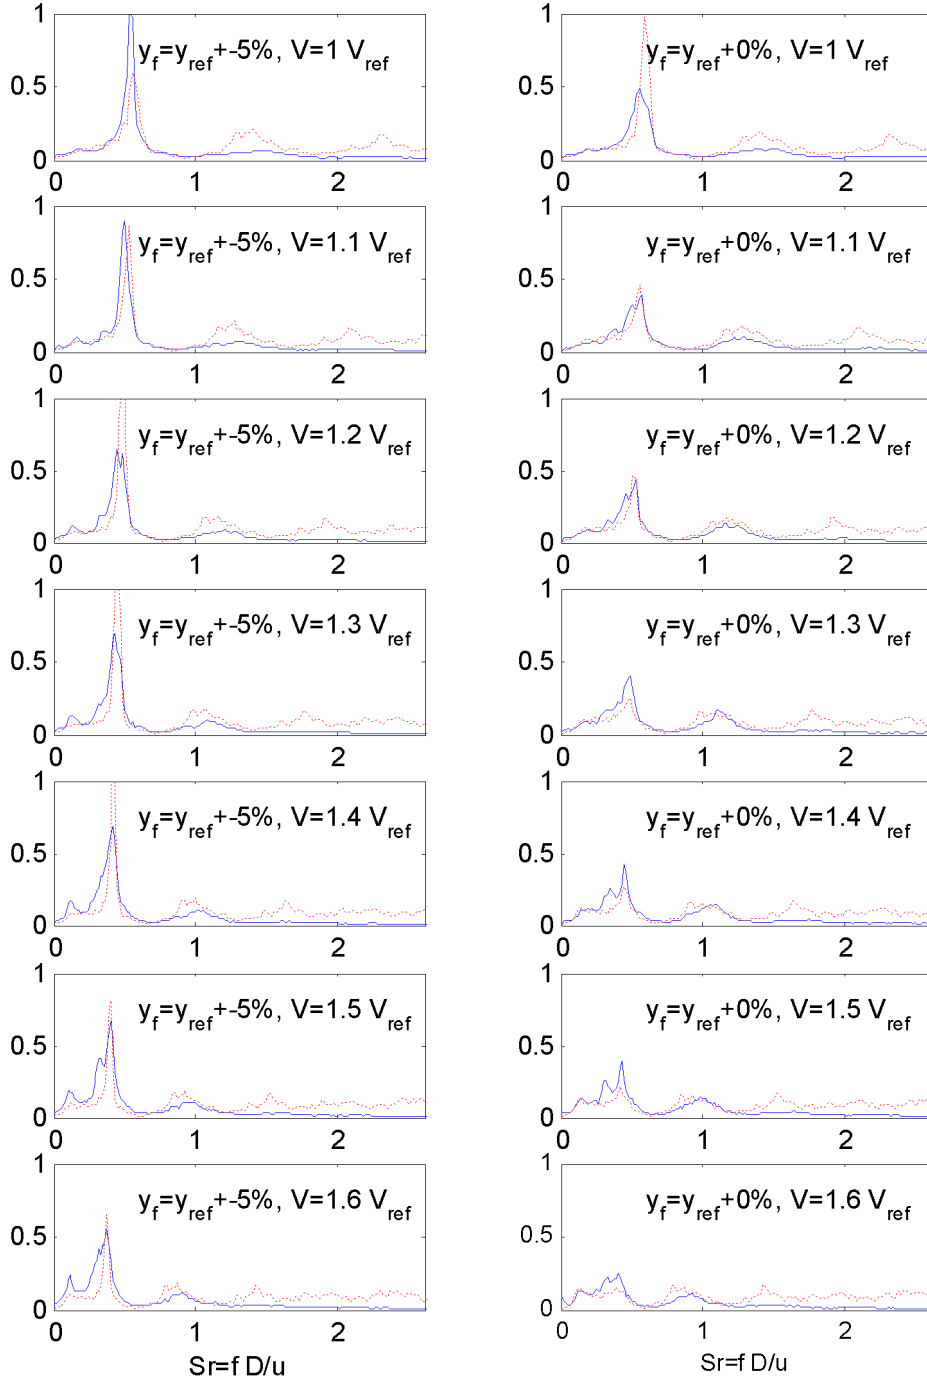 1
0.5
0
0 1 2
y_f=y_ref+-5%, V=1 V_ref
1
0.5
0
0 1 2
y_f=y_ref+0%, V=1 V_ref
1
0.5
0
0 1 2
y_f=y_ref+-5%, V=1.1 V_ref
1
0.5
0
0 1 2
y_f=y_ref+0%, V=1.1 V_ref
1
0.5
0
0 1 2
y_f=y_ref+-5%, V=1.2 V_ref
1
0.5
0
0 1 2
y_f=y_ref+0%, V=1.2 V_ref
1
0.5
0
0 1 2
y_f=y_ref+-5%, V=1.3 V_ref
1
0.5
0
0 1 2
y_f=y_ref+0%, V=1.3 V_ref
1
0.5
0
0 1 2
y_f=y_ref+-5%, V=1.4 V_ref
1
0.5
0
0 1 2
y_f=y_ref+0%, V=1.4 V_ref
1
0.5
0
0 1 2
y_f=y_ref+-5%, V=1.5 V_ref
1
0.5
0
0 1 2
y_f=y_ref+0%, V=1.5 V_ref
1
0.5
0
0 1 2
y_f=y_ref+-5%, V=1.6 V_ref
Sr=f D/u
1
0.5
0
0 1 2
y_f=y_ref+0%, V=1.6 V_ref
Sr=f D/u